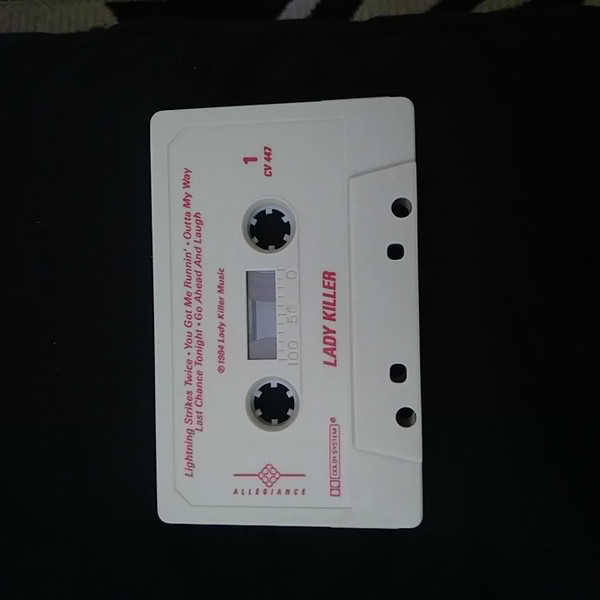 Lightning Strikes Twice • You Got Me Runnin' • Outta My Way
Last Chance Tonight • Go Ahead And Laugh
℗1984 Lady Killer Music
1
CV 447
100 50 0
ALLEGIANCE
LADY KILLER
DOLBY SYSTEM ®